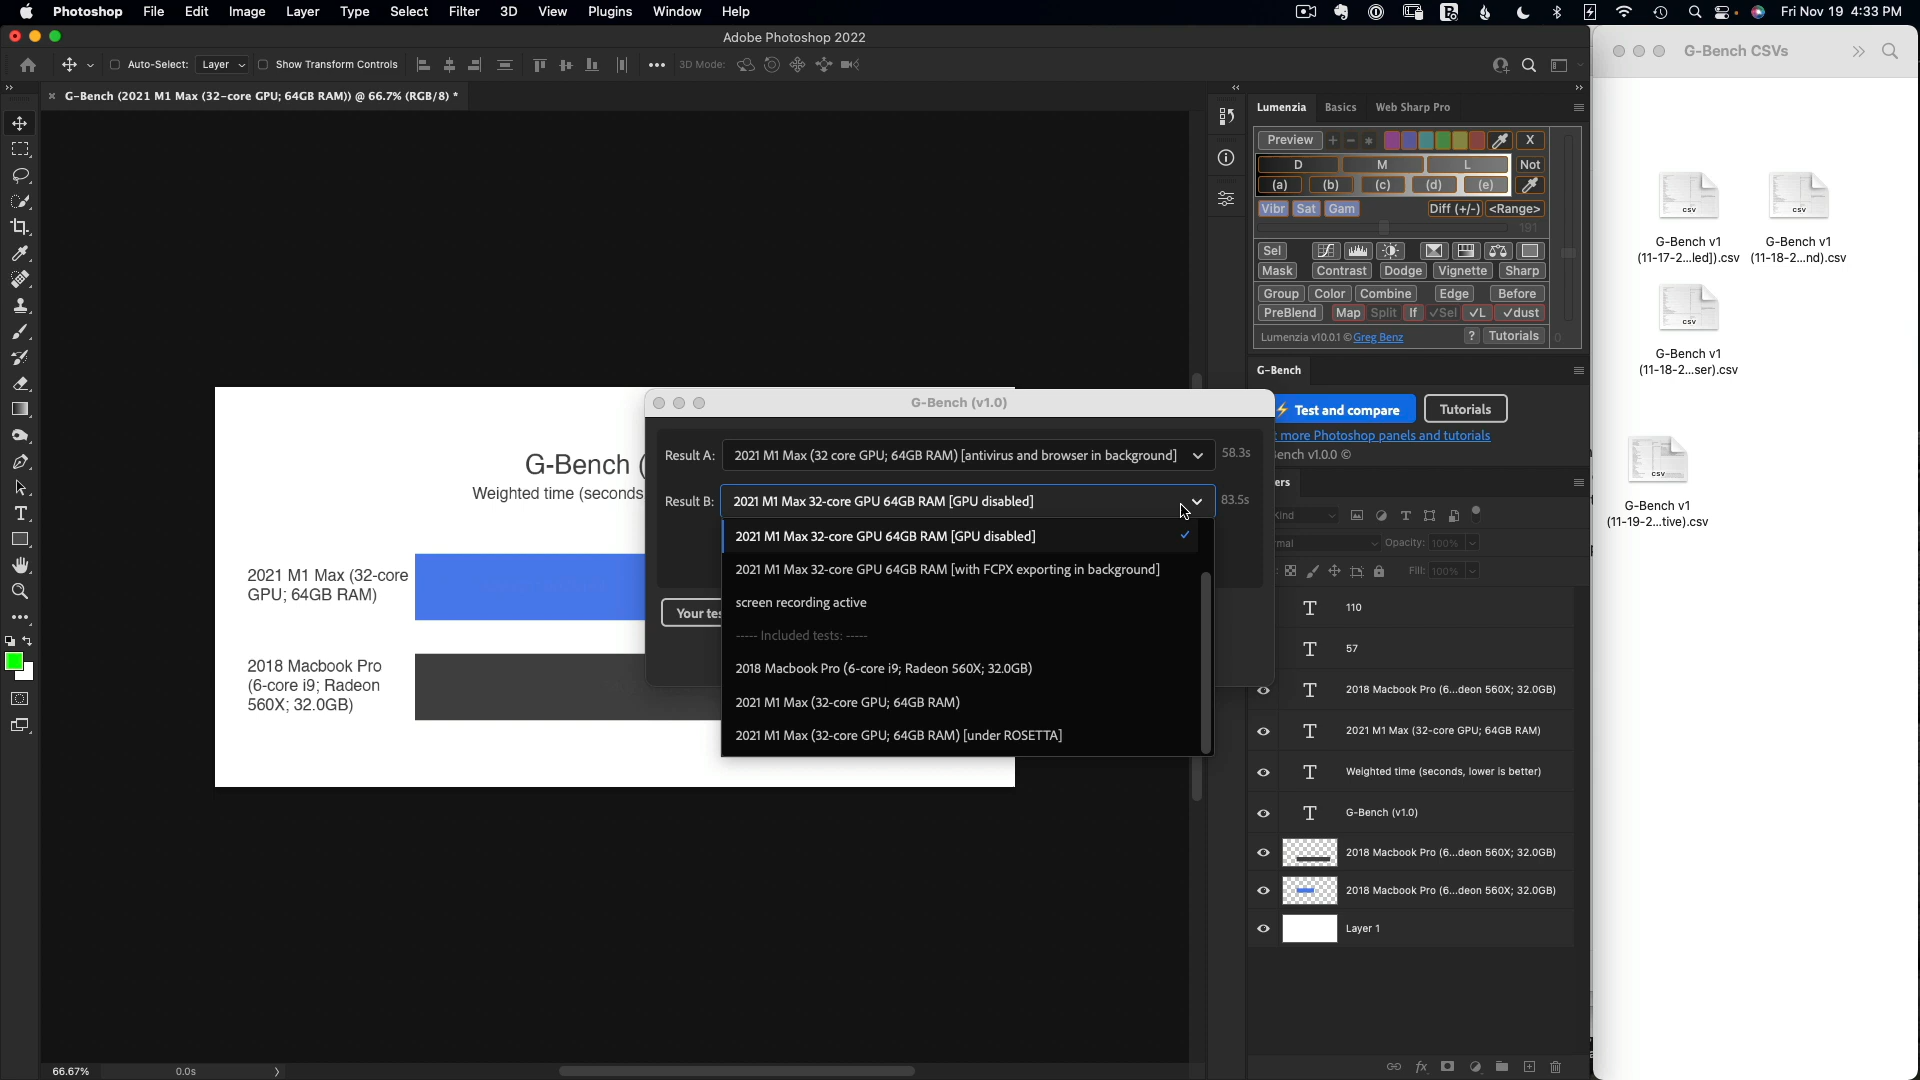 Photoshop File Edit Image Layer Type Select Filter 3D View Plugins Window Help
Fri Nov 19 4:33 PM
Adobe Photoshop 2022
Auto-Select: Layer Show Transform Controls 3D Mode:
G-Bench (2021 M1 Max (32-core GPU; 64GB RAM)) @ 66.7% (RGB/8) *
G-Bench (
Weighted time (seconds
2021 M1 Max (32-core
GPU; 64GB RAM)
2018 Macbook Pro
(6-core i9; Radeon
560X; 32.0GB)
66.67% 0.0s
G-Bench (v1.0)
Result A: 2021 M1 Max (32 core GPU; 64GB RAM) [antivirus and browser in background] 58.3s
Result B: 2021 M1 Max 32-core GPU 64GB RAM [GPU disabled] 83.5s
2021 M1 Max 32-core GPU 64GB RAM [GPU disabled]
2021 M1 Max 32-core GPU 64GB RAM [with FCPX exporting in background]
screen recording active
----- Included tests: -----
2018 Macbook Pro (6-core i9; Radeon 560X; 32.0GB)
2021 M1 Max (32-core GPU; 64GB RAM)
2021 M1 Max (32-core GPU; 64GB RAM) [under ROSETTA]
Your tes
Lumenzia Basics Web Sharp Pro
Preview + − * X
D M L Not
(a) (b) (c) (d) (e)
Vibr Sat Gam Diff (+/-) <Range>
191
Sel
Mask Contrast Dodge Vignette Sharp
Group Color Combine Edge Before
PreBlend Map Split If ✓Sel ✓L ✓dust
Lumenzia v10.0.1 © Greg Benz ? Tutorials 0
G-Bench
⚡ Test and compare Tutorials
more Photoshop panels and tutorials
ench v1.0.0 ©
ers
Kind
mal Opacity: 100%
Fill: 100%
110
57
2018 Macbook Pro (6...deon 560X; 32.0GB)
2021 M1 Max (32-core GPU; 64GB RAM)
Weighted time (seconds, lower is better)
G-Bench (v1.0)
2018 Macbook Pro (6...deon 560X; 32.0GB)
2018 Macbook Pro (6...deon 560X; 32.0GB)
Layer 1
G-Bench CSVs
CSV
G-Bench v1
(11-17-2...led]).csv
CSV
G-Bench v1
(11-18-2...nd).csv
CSV
G-Bench v1
(11-18-2...ser).csv
CSV
G-Bench v1
(11-19-2...tive).csv